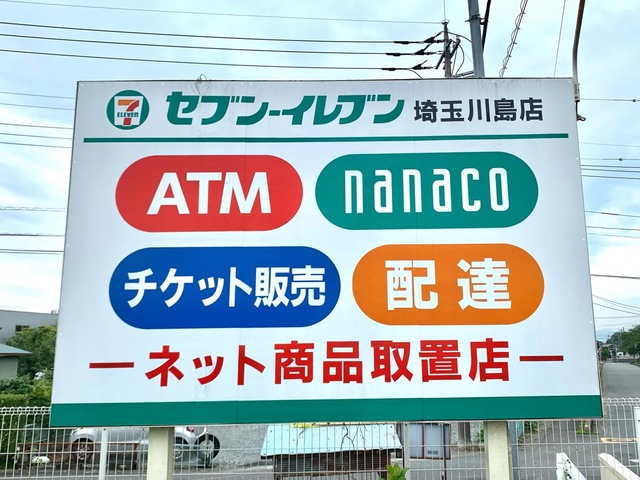 7 ELEVEN セブン-イレブン 埼玉川島店
ATM nanaco
チケット販売 配達
ーネット商品取置店ー